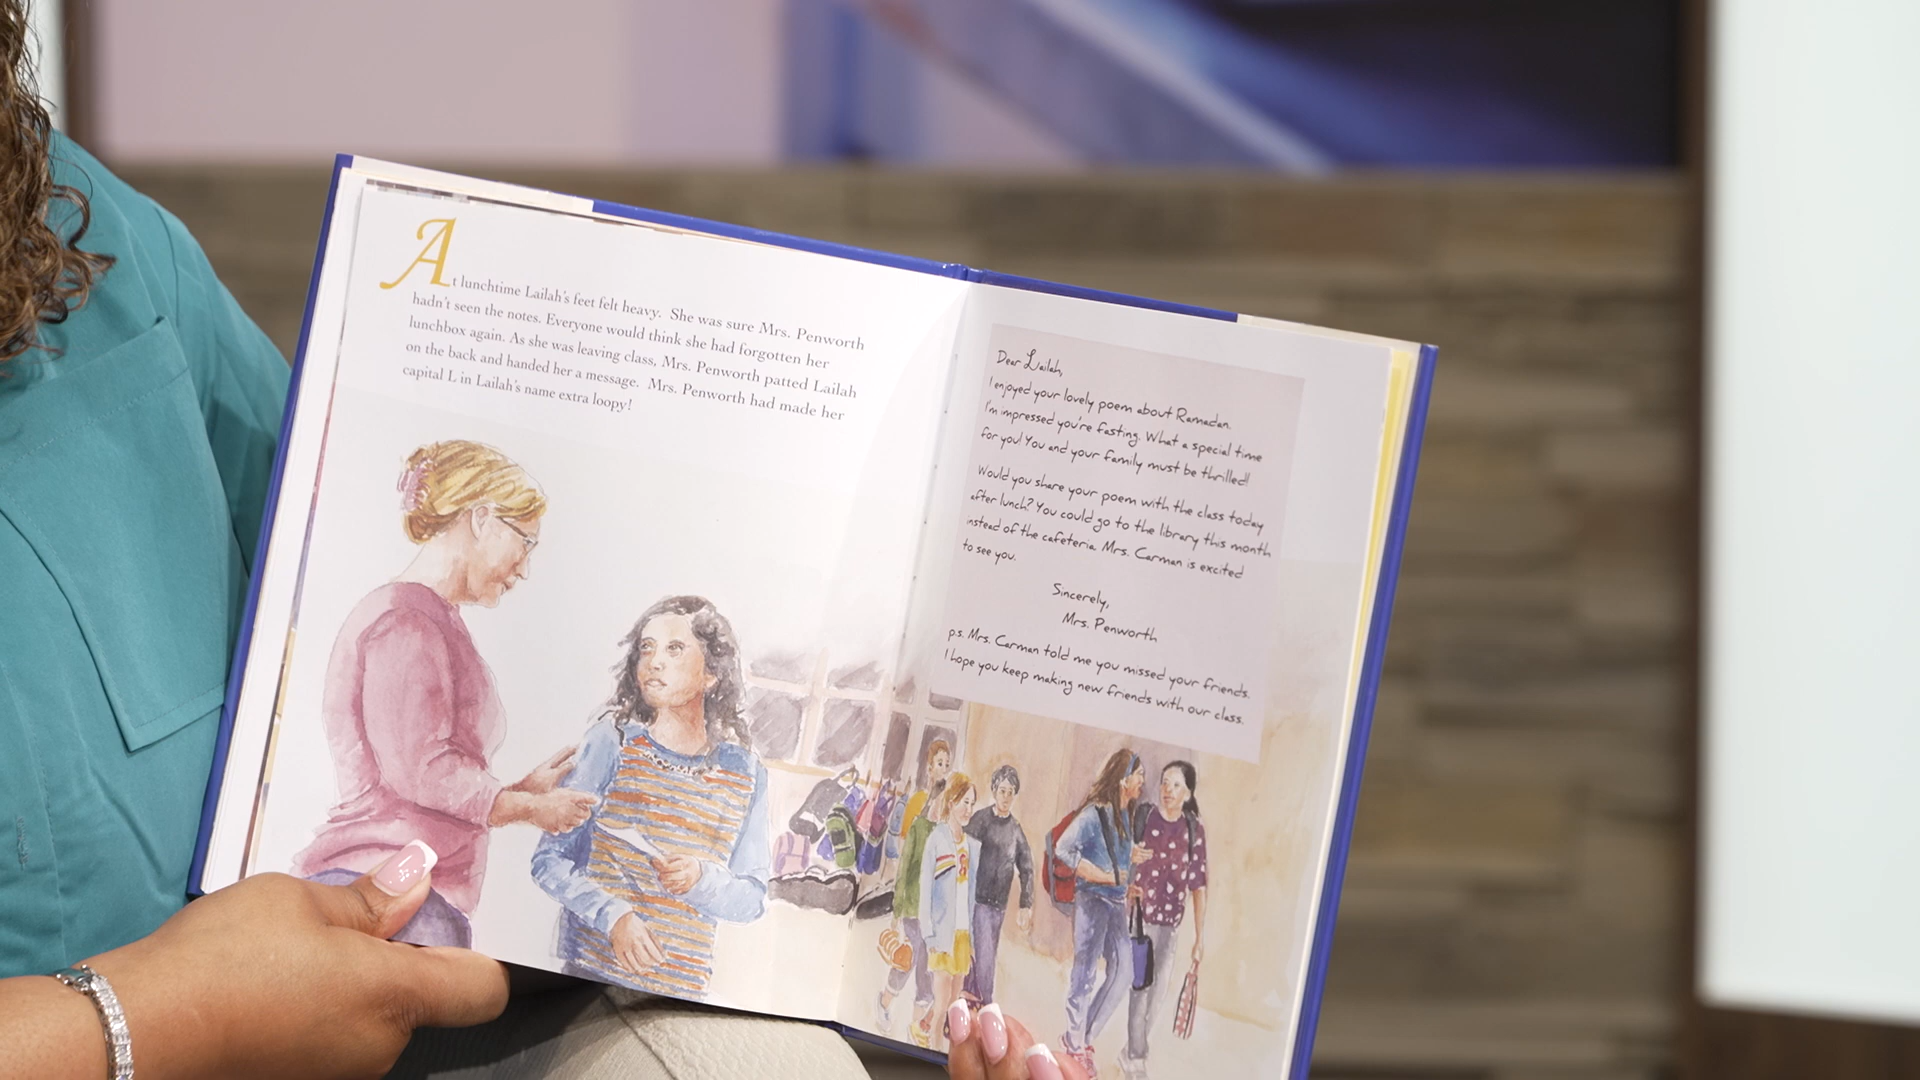 At lunchtime Lailah's feet felt heavy. She was sure Mrs. Penworth
hadn't seen the notes. Everyone would think she had forgotten her
lunchbox again. As she was leaving class, Mrs. Penworth patted Lailah
on the back and handed her a message. Mrs. Penworth had made her
capital L in Lailah's name extra loopy!
Dear Lailah,
I enjoyed your lovely poem about Ramadan.
I'm impressed you're fasting. What a special time
for you! You and your family must be thrilled!
Would you share your poem with the class today
after lunch? You could go to the library this month
instead of the cafeteria. Mrs. Carman is excited
to see you.
Sincerely,
Mrs. Penworth
p.s. Mrs. Carman told me you missed your friends.
I hope you keep making new friends with our class.